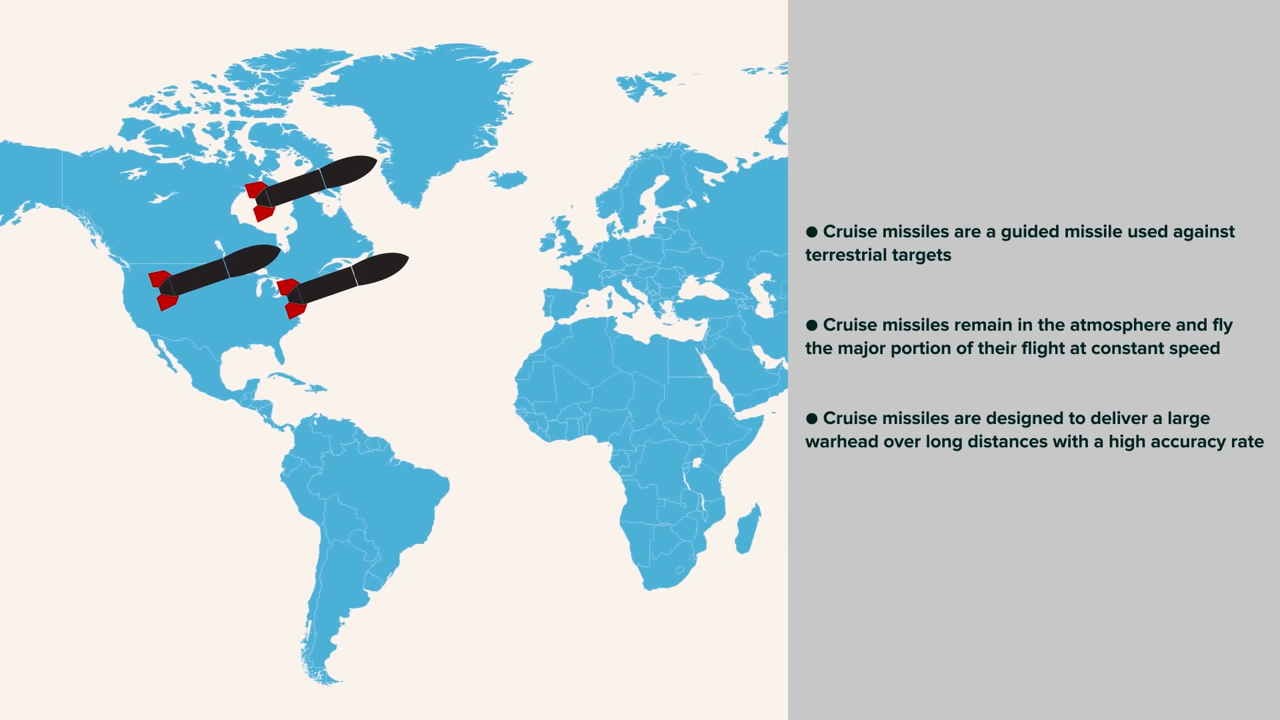 ● Cruise missiles are a guided missile used against
terrestrial targets
● Cruise missiles remain in the atmosphere and fly
the major portion of their flight at constant speed
● Cruise missiles are designed to deliver a large
warhead over long distances with a high accuracy rate